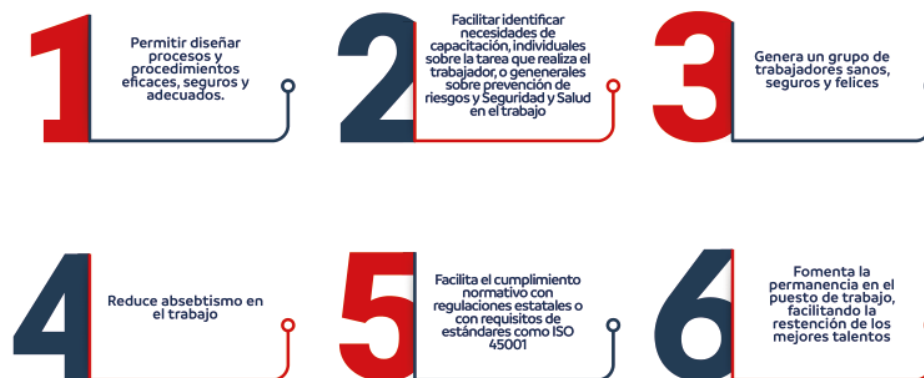 1
Permitir diseñar
procesos y
procedimientos
eficaces, seguros y
adecuados.
2
Facilitar identificar
necesidades de
capacitación, individuales
sobre la tarea que realiza el
trabajador, o genenerales
sobre prevención de
riesgos y Seguridad y Salud
en el trabajo
3
Genera un grupo de
trabajadores sanos,
seguros y felices
4
Reduce absebtismo en
el trabajo
5
Facilita el cumplimiento
normativo con
regulaciones estatales o
con requisitos de
estándares como ISO
45001
6
Fomenta la
permanencia en el
puesto de trabajo,
facilitando la
restención de los
mejores talentos